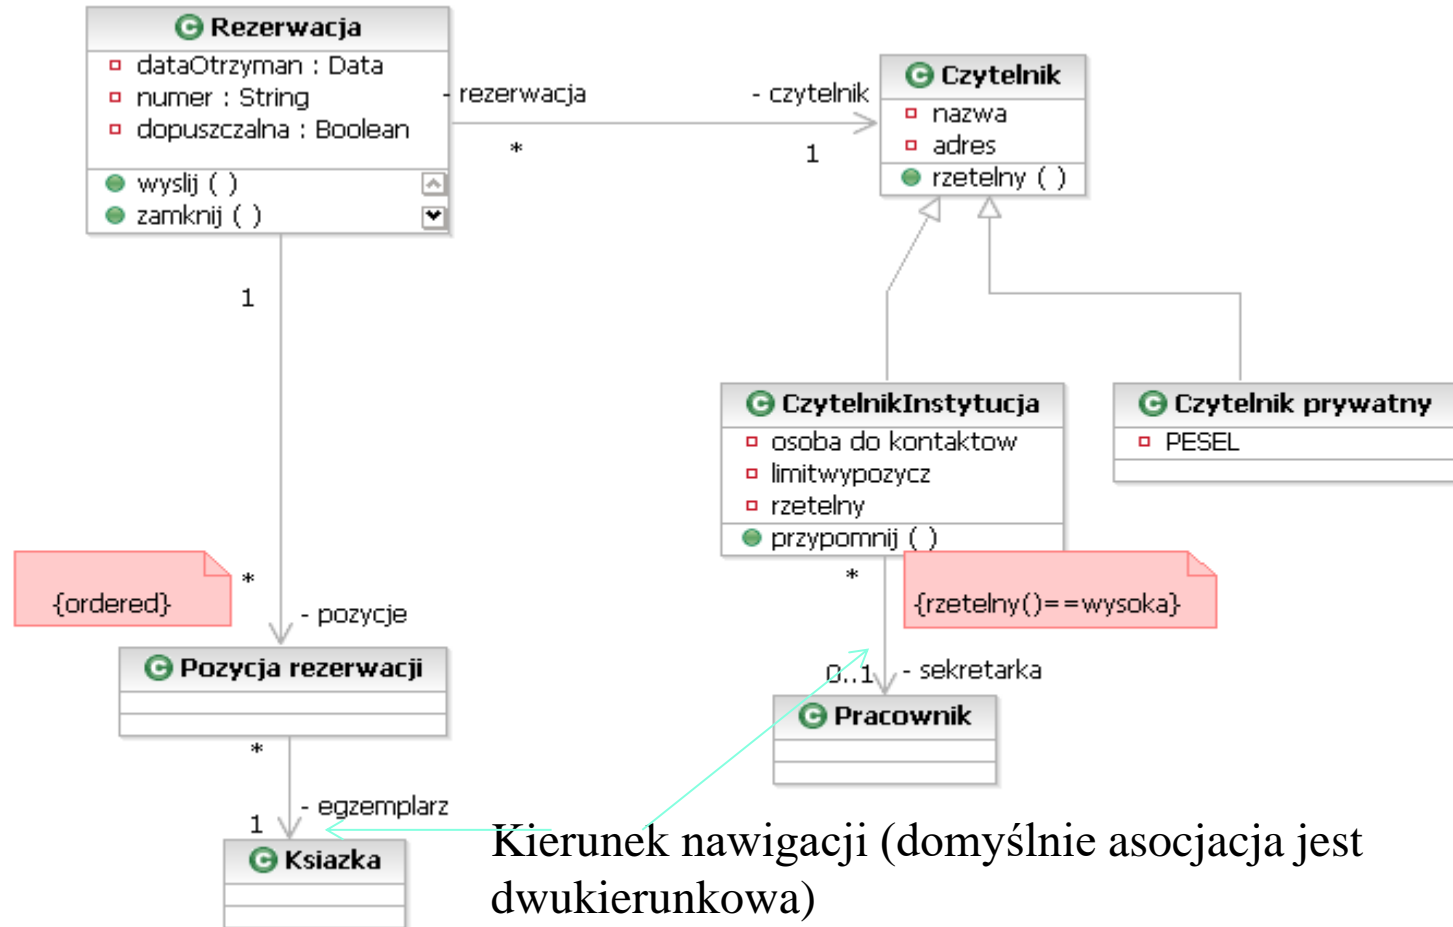 Rezerwacja
dataOtrzyman : Data
numer : String
dopuszczalna : Boolean
wyslij ( )
zamknij ( )
- rezerwacja
- czytelnik
*
1
Czytelnik
nazwa
adres
rzetelny ( )
1
CzytelnikInstytucja
osoba do kontaktow
limitwypozycz
rzetelny
przypomnij ( )
Czytelnik prywatny
PESEL
{ordered}
*
- pozycje
*
{rzetelny()==wysoka}
Pozycja rezerwacji
0..1
- sekretarka
Pracownik
*
- egzemplarz
1
Ksiazka
Kierunek nawigacji (domyślnie asocjacja jest
dwukierunkowa)